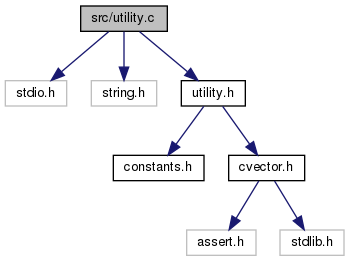 src/utility.c
stdio.h
string.h
utility.h
constants.h
cvector.h
assert.h
stdlib.h